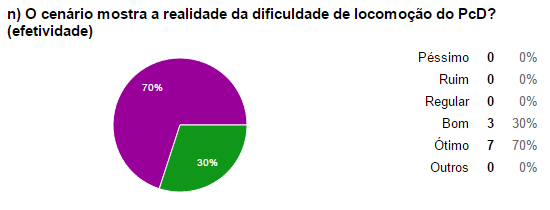 n) O cenário mostra a realidade da dificuldade de locomoção do PcD?
(efetividade)
70%
30%
Péssimo 0 0%
Ruim 0 0%
Regular 0 0%
Bom 3 30%
Ótimo 7 70%
Outros 0 0%